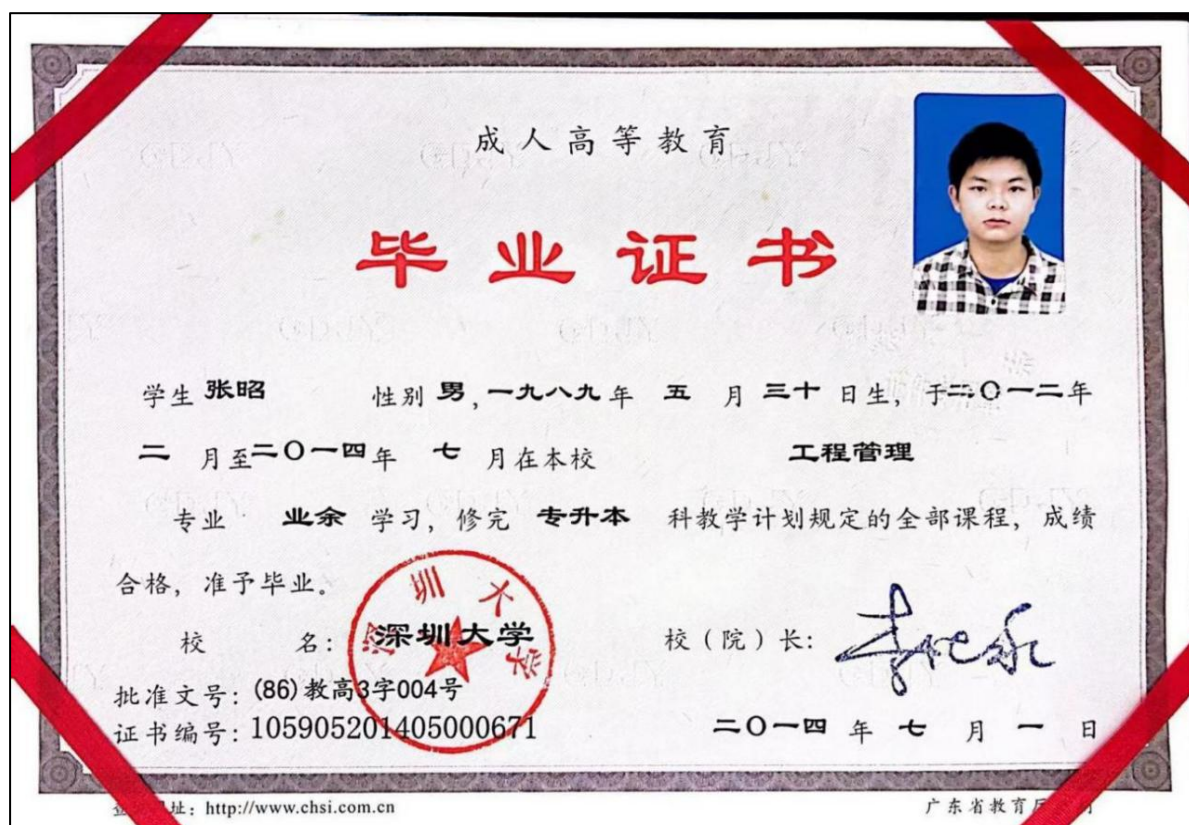 成人高等教育
毕业证书
学生 张昭 性别 男，一九八九年 五 月 三十 日生，于二〇一二年
二 月至二〇一四年 七 月在本校 工程管理
专业 业余 学习，修完 专升本 科教学计划规定的全部课程，成绩
合格，准予毕业。
校 名：深圳大学 校（院）长：
深圳大学
批准文号：(86)教高3字004号
证书编号：105905201405000671 二〇一四 年 七 月 一 日
址：http://www.chsi.com.cn 广东省教育厅